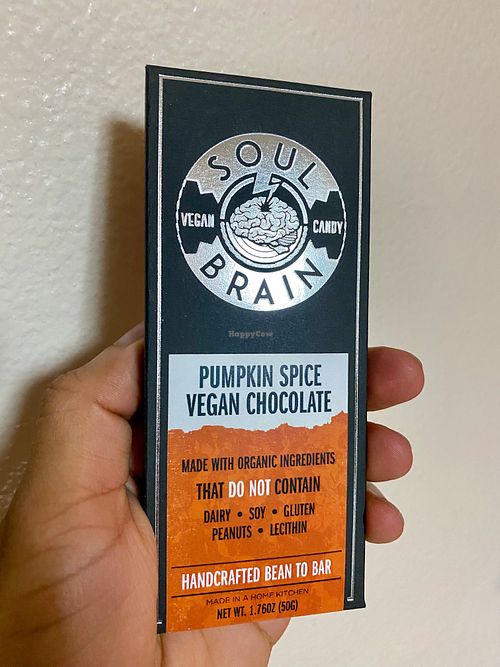 SOUL
VEGAN CANDY
BRAIN
HappyCow
PUMPKIN SPICE
VEGAN CHOCOLATE
MADE WITH ORGANIC INGREDIENTS
THAT DO NOT CONTAIN
DAIRY • SOY • GLUTEN
PEANUTS • LECITHIN
HANDCRAFTED BEAN TO BAR
MADE IN A HOME KITCHEN
NET WT. 1.76OZ (50G)